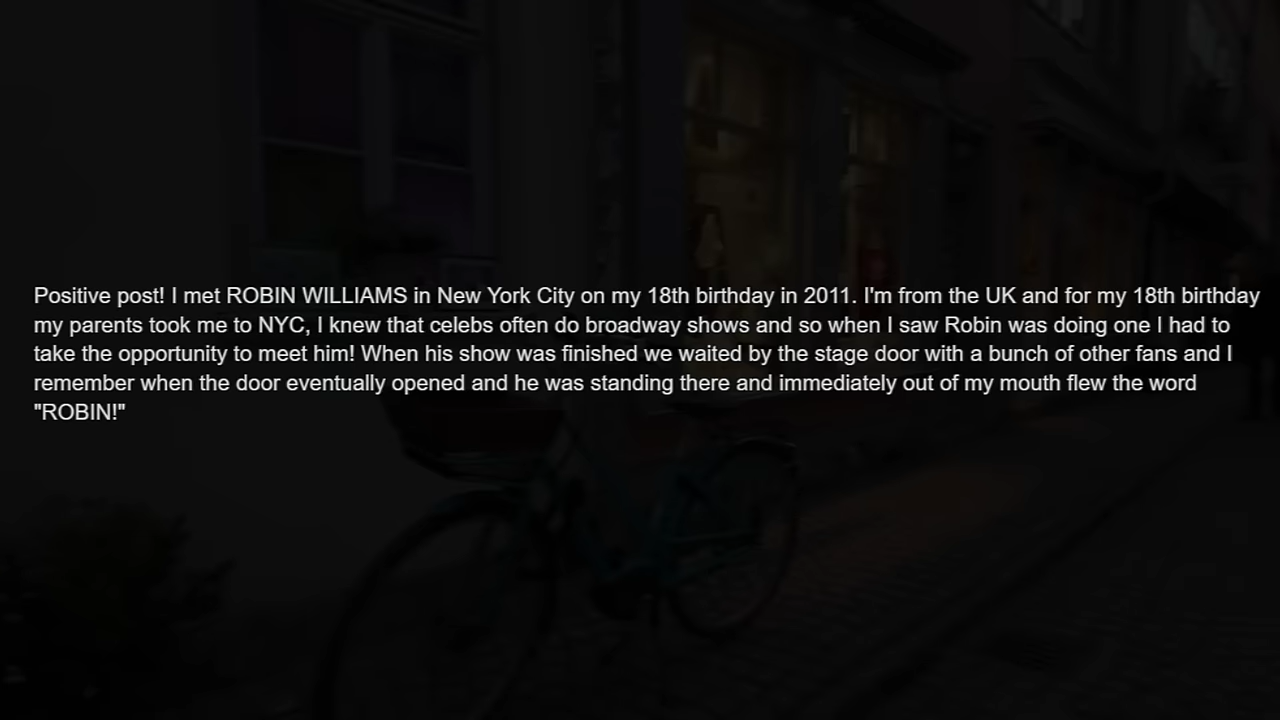 Positive post! I met ROBIN WILLIAMS in New York City on my 18th birthday in 2011. I'm from the UK and for my 18th birthday
my parents took me to NYC, I knew that celebs often do broadway shows and so when I saw Robin was doing one I had to
take the opportunity to meet him! When his show was finished we waited by the stage door with a bunch of other fans and I
remember when the door eventually opened and he was standing there and immediately out of my mouth flew the word
"ROBIN!"